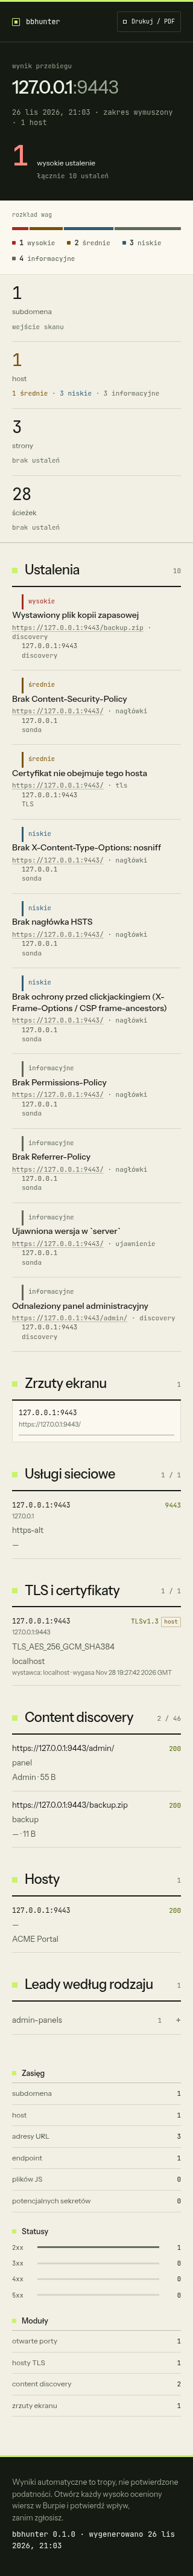 bbhunter
Drukuj / PDF
wynik przebiegu
127.0.0.1:9443
26 lis 2026, 21:03 · zakres wymuszony
· 1 host
1 wysokie ustalenie
łącznie 10 ustaleń
rozkład wag
1 wysokie 2 średnie 3 niskie
4 informacyjne
1
subdomena
wejście skanu
1
host
1 średnie · 3 niskie · 3 informacyjne
3
strony
brak ustaleń
28
ścieżek
brak ustaleń
Ustalenia 10
wysokie
Wystawiony plik kopii zapasowej
https://127.0.0.1:9443/backup.zip ·
discovery
127.0.0.1:9443
discovery
średnie
Brak Content-Security-Policy
https://127.0.0.1:9443/ · nagłówki
127.0.0.1
sonda
średnie
Certyfikat nie obejmuje tego hosta
https://127.0.0.1:9443/ · tls
127.0.0.1:9443
TLS
niskie
Brak X-Content-Type-Options: nosniff
https://127.0.0.1:9443/ · nagłówki
127.0.0.1
sonda
niskie
Brak nagłówka HSTS
https://127.0.0.1:9443/ · nagłówki
127.0.0.1
sonda
niskie
Brak ochrony przed clickjackingiem (X-
Frame-Options / CSP frame-ancestors)
https://127.0.0.1:9443/ · nagłówki
127.0.0.1
sonda
informacyjne
Brak Permissions-Policy
https://127.0.0.1:9443/ · nagłówki
127.0.0.1
sonda
informacyjne
Brak Referrer-Policy
https://127.0.0.1:9443/ · nagłówki
127.0.0.1
sonda
informacyjne
Ujawniona wersja w `server`
https://127.0.0.1:9443/ · ujawnienie
127.0.0.1
sonda
informacyjne
Odnaleziony panel administracyjny
https://127.0.0.1:9443/admin/ · discovery
127.0.0.1:9443
discovery
Zrzuty ekranu 1
127.0.0.1:9443
https://127.0.0.1:9443/
Usługi sieciowe 1 / 1
127.0.0.1:9443 9443
127.0.0.1
https-alt
—
TLS i certyfikaty 1 / 1
127.0.0.1:9443 TLSv1.3 host
127.0.0.1:9443
TLS_AES_256_GCM_SHA384
localhost
wystawca: localhost · wygasa Nov 28 19:27:42 2026 GMT
Content discovery 2 / 46
https://127.0.0.1:9443/admin/ 200
panel
Admin · 55 B
https://127.0.0.1:9443/backup.zip 200
backup
— · 11 B
Hosty 1
127.0.0.1:9443 200
—
ACME Portal
Leady według rodzaju 1
admin-panels 1 +
Zasięg
subdomena 1
host 1
adresy URL 3
endpoint 1
plików JS 0
potencjalnych sekretów 0
Statusy
2xx 1
3xx 0
4xx 0
5xx 0
Moduły
otwarte porty 1
hosty TLS 1
content discovery 2
zrzuty ekranu 1
Wyniki automatyczne to tropy, nie potwierdzone
podatności. Otwórz każdy wysoko oceniony
wiersz w Burpie i potwierdź wpływ,
zanim zgłosisz.
bbhunter 0.1.0 · wygenerowano 26 lis
2026, 21:03